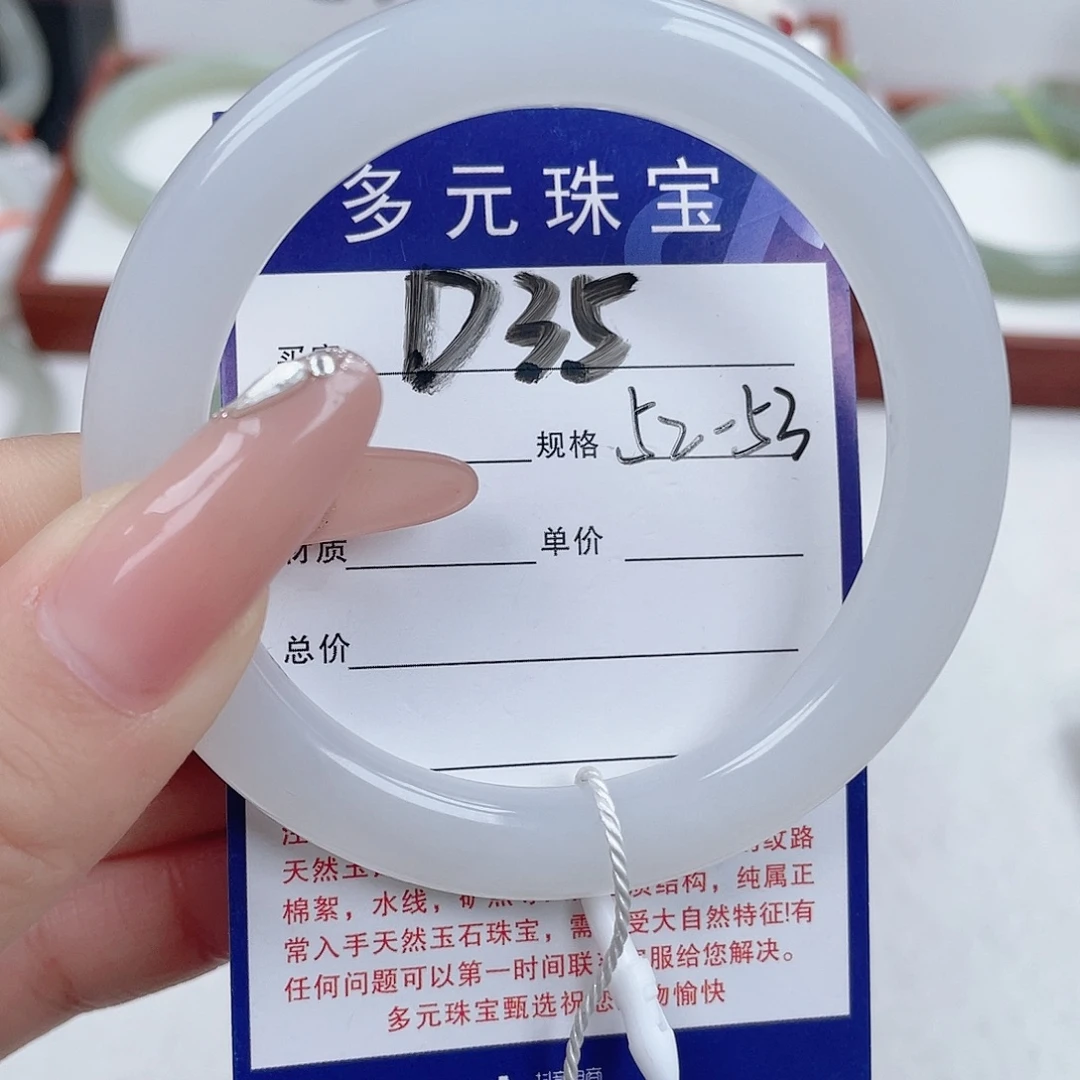 多元珠宝
D35
规格 52-53
材质 单价
总价
纹路
天然玉
棉絮，水线，矿 结构，纯属正
常入手天然玉石珠宝，需 受大自然特征!有
任何问题可以第一时间联 服给您解决。
多元珠宝甄选祝您 物愉快